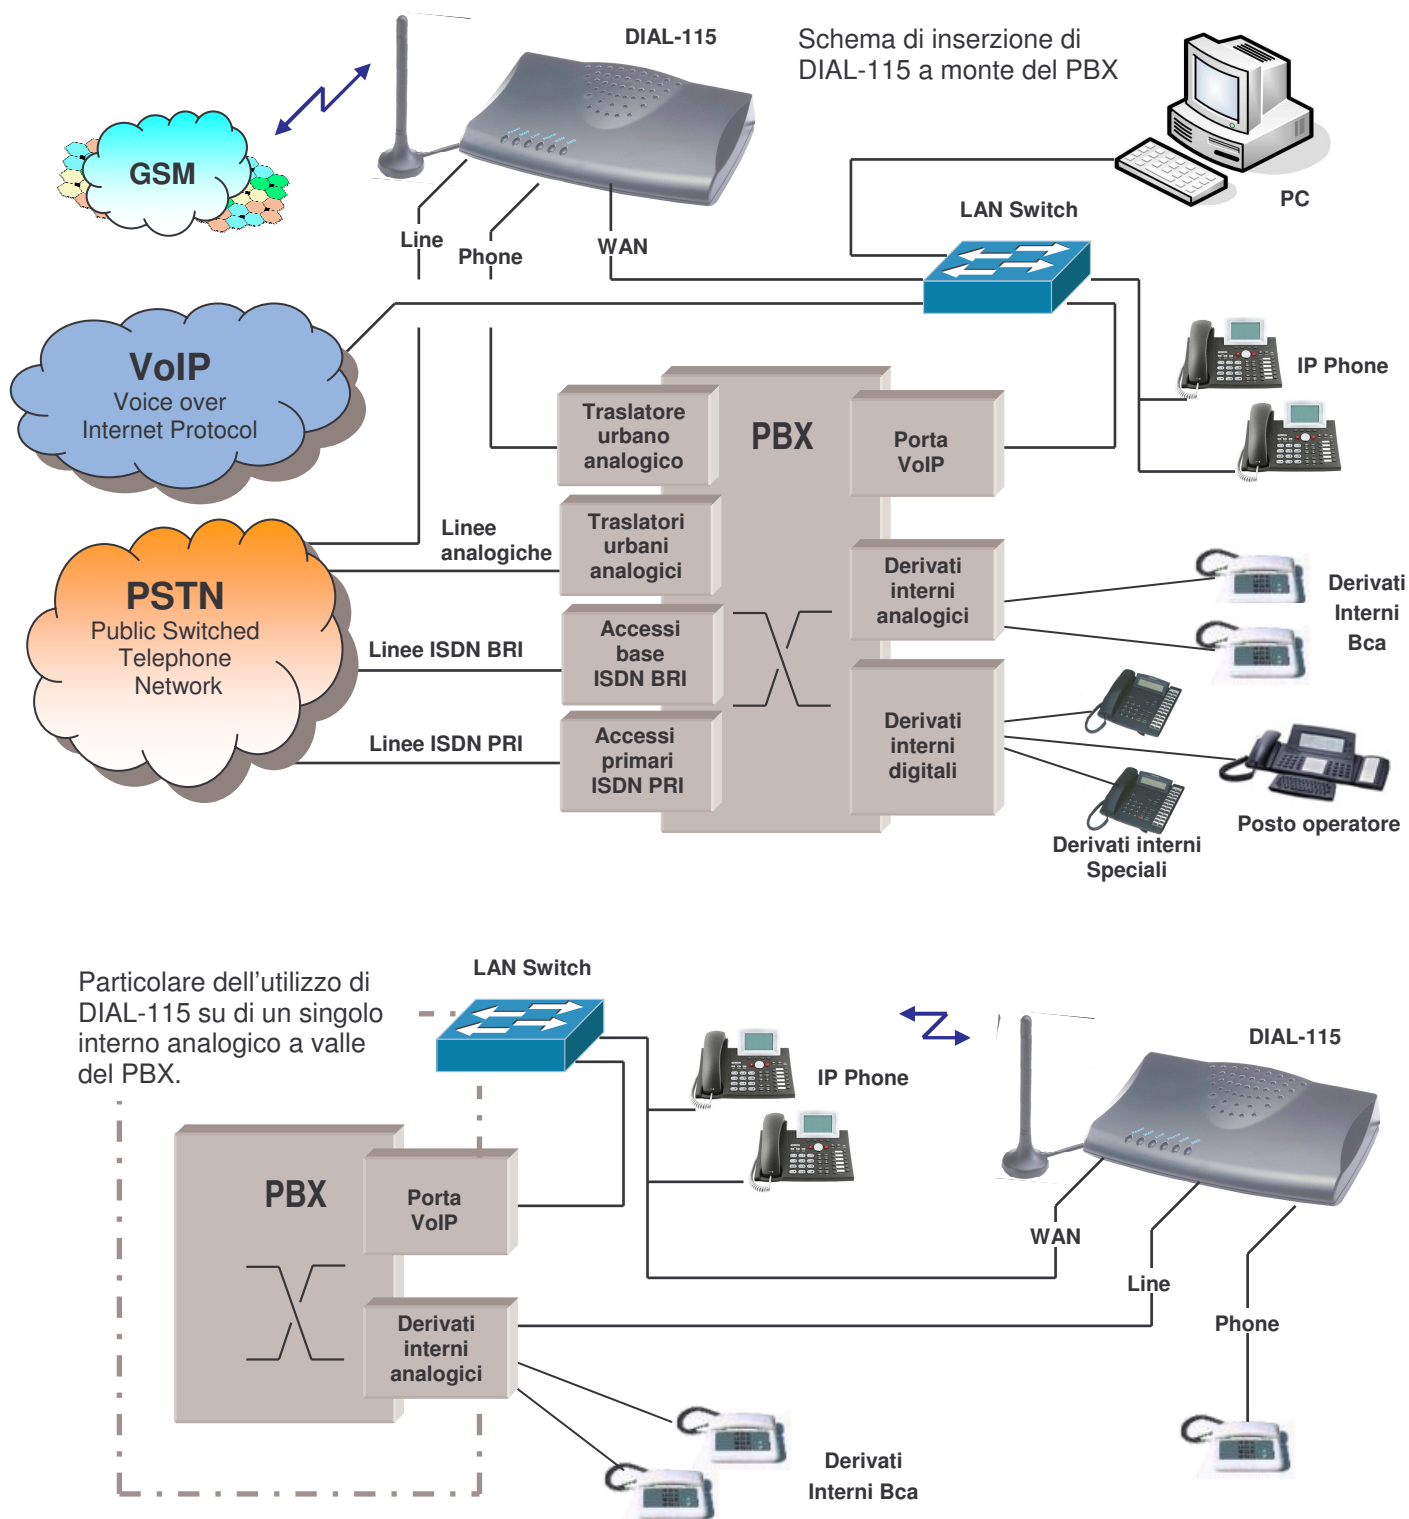 DIAL-115
Schema di inserzione di
DIAL-115 a monte del PBX
GSM
PC
LAN Switch
Line
Phone
WAN
VoIP
Voice over
Internet Protocol
IP Phone
Traslatore
urbano
analogico
PBX
Porta
VoIP
Linee
analogiche
Traslatori
urbani
analogici
Derivati
interni
analogici
Derivati
Interni
Bca
PSTN
Public Switched
Telephone
Network
Linee ISDN BRI
Accessi
base
ISDN BRI
Linee ISDN PRI
Accessi
primari
ISDN PRI
Derivati
interni
digitali
Posto operatore
Derivati interni
Speciali
Particolare dell'utilizzo di
DIAL-115 su di un singolo
interno analogico a valle
del PBX.
LAN Switch
IP Phone
DIAL-115
PBX
Porta
VoIP
WAN
Line
Phone
Derivati
interni
analogici
Derivati
Interni Bca